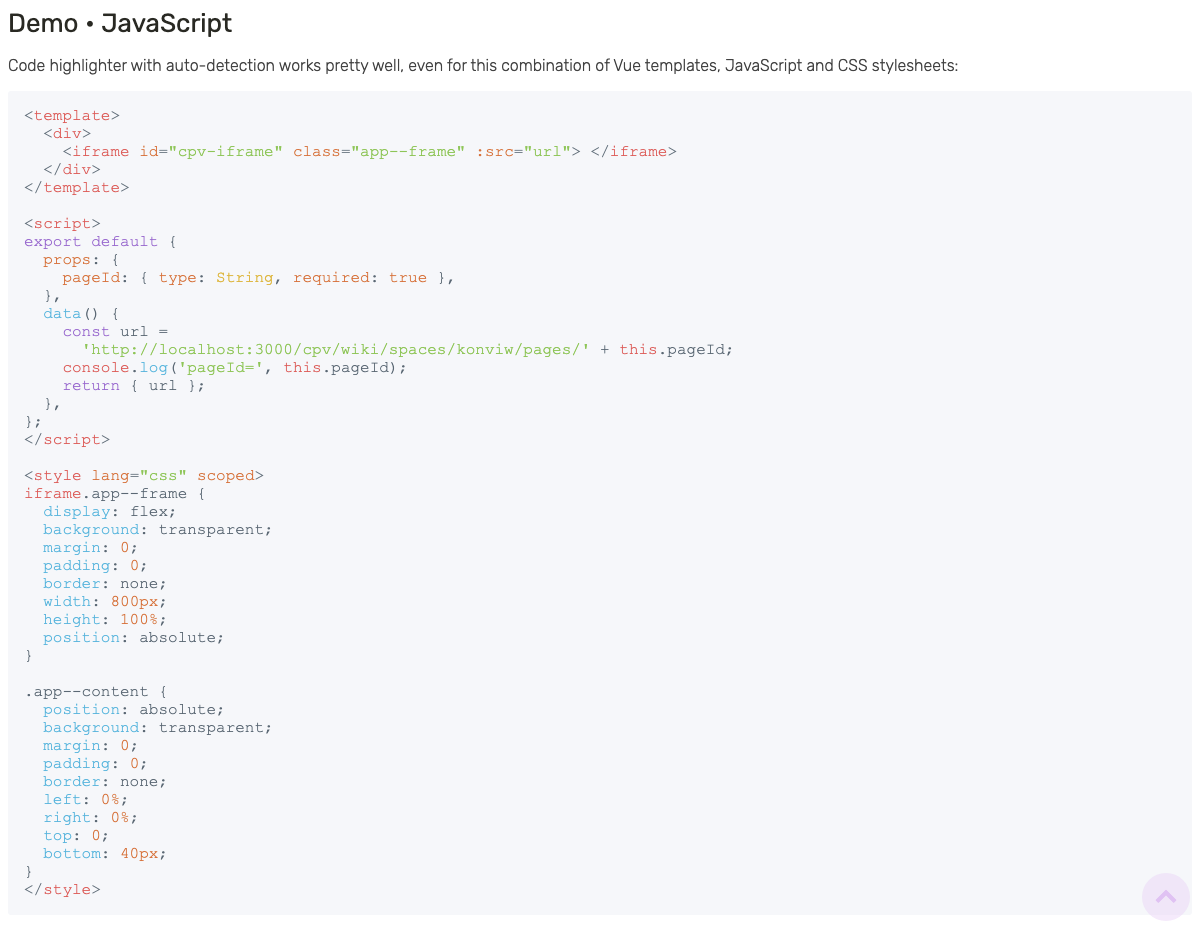 Demo • JavaScript
Code highlighter with auto-detection works pretty well, even for this combination of Vue templates, JavaScript and CSS stylesheets:
<template>
  <div>
    <iframe id="cpv-iframe" class="app--frame" :src="url"> </iframe>
  </div>
</template>

<script>
export default {
  props: {
    pageId: { type: String, required: true },
  },
  data() {
    const url =
      'http://localhost:3000/cpv/wiki/spaces/konviw/pages/' + this.pageId;
    console.log('pageId=', this.pageId);
    return { url };
  },
};
</script>

<style lang="css" scoped>
iframe.app--frame {
  display: flex;
  background: transparent;
  margin: 0;
  padding: 0;
  border: none;
  width: 800px;
  height: 100%;
  position: absolute;
}

.app--content {
  position: absolute;
  background: transparent;
  margin: 0;
  padding: 0;
  border: none;
  left: 0%;
  right: 0%;
  top: 0;
  bottom: 40px;
}
</style>